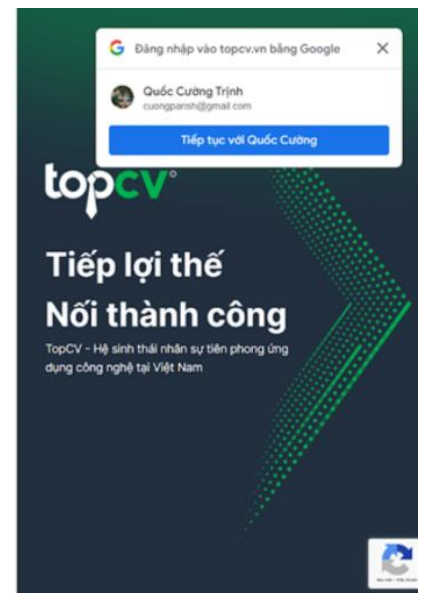 Đăng nhập vào topcv.vn bằng Google
Quốc Cường Trịnh
cuongpansh@gmail.com
Tiếp tục với Quốc Cường
topcv
Tiếp lợi thế
Nối thành công
TopCV - Hệ sinh thái nhân sự tiên phong ứng
dụng công nghệ tại Việt Nam